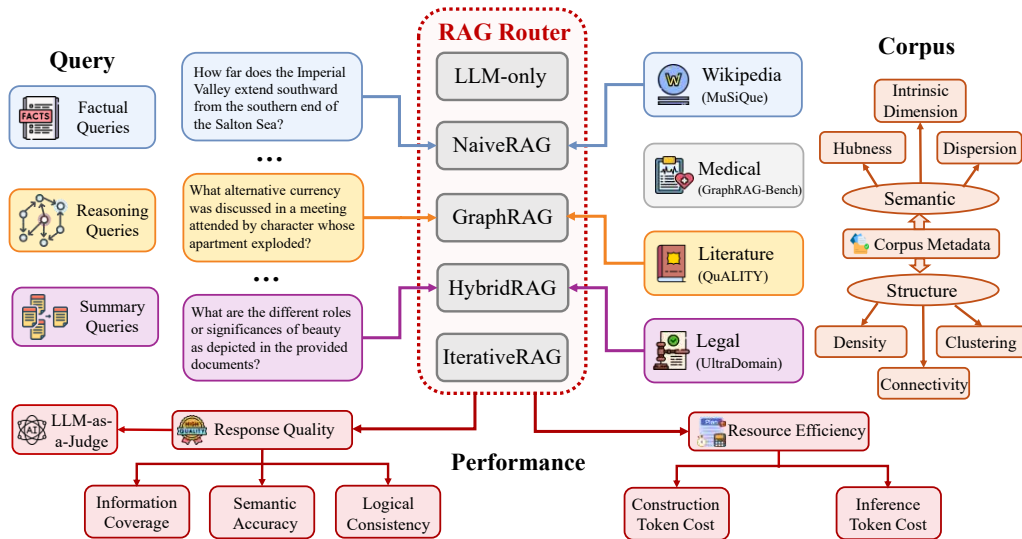 RAG Router
Query
Corpus
FACTS
Factual
Queries
How far does the Imperial
Valley extend southward
from the southern end of
the Salton Sea?
...
Reasoning
Queries
What alternative currency
was discussed in a meeting
attended by character whose
apartment exploded?
...
Summary
Queries
What are the different roles
or significances of beauty
as depicted in the provided
documents?
LLM-only
NaiveRAG
GraphRAG
HybridRAG
IterativeRAG
W
Wikipedia
(MuSiQue)
Medical
(GraphRAG-Bench)
Literature
(QuALITY)
Legal
(UltraDomain)
Intrinsic
Dimension
Hubness
Dispersion
Semantic
Corpus Metadata
Structure
Density
Clustering
Connectivity
AI
LLM-as-
a-Judge
HIGH
QUALITY
Response Quality
Performance
Plan
Resource Efficiency
Information
Coverage
Semantic
Accuracy
Logical
Consistency
Construction
Token Cost
Inference
Token Cost